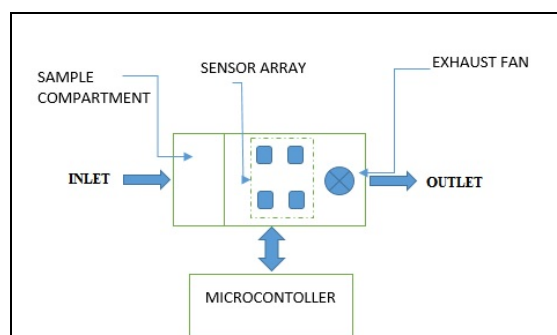 SAMPLE
COMPARTMENT
SENSOR ARRAY
EXHAUST FAN
INLET
OUTLET
MICROCONTOLLER